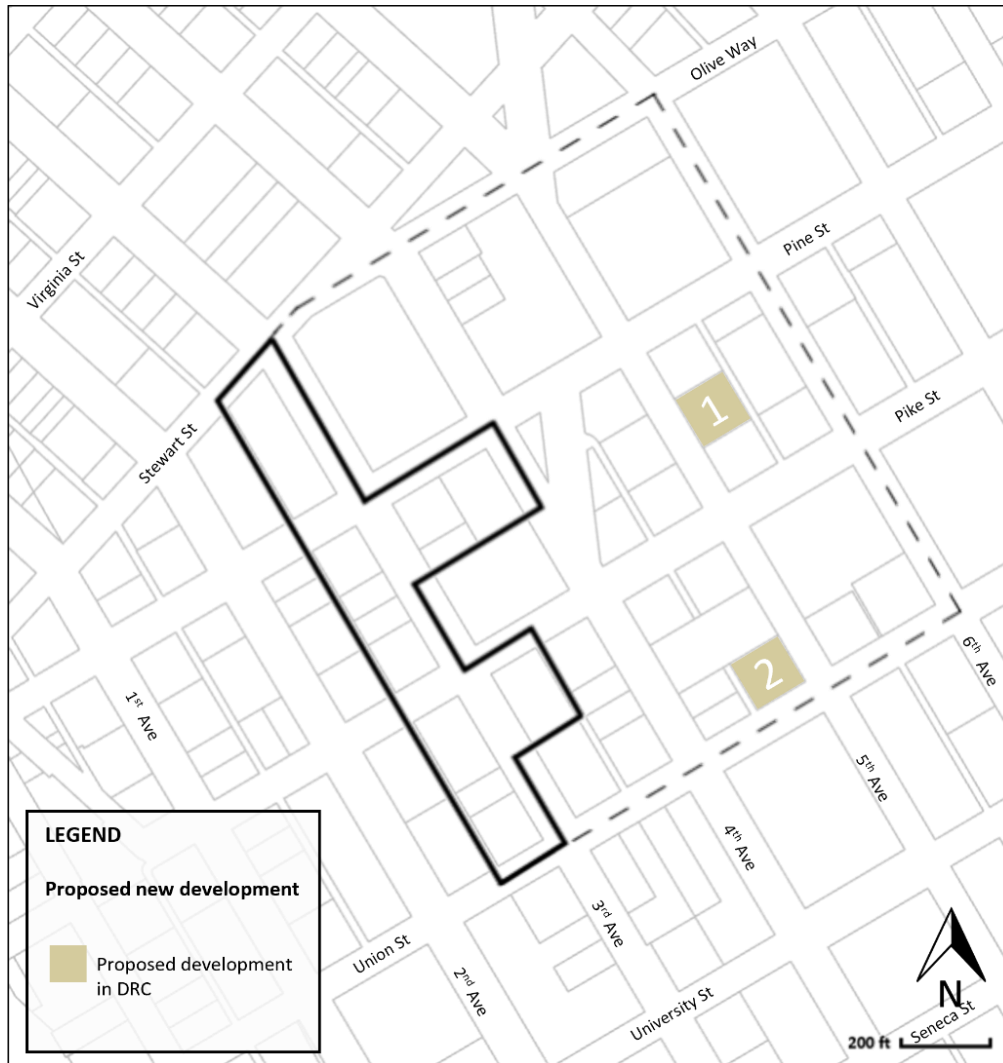 Olive Way
Pine St
Virginia St
Pike St
1
Stewart St
2
6th Ave
1st Ave
5th Ave
4th Ave
LEGEND
Proposed new development
Proposed development
in DRC
3rd Ave
Union St
2nd Ave
University St
N
Seneca St
200 ft